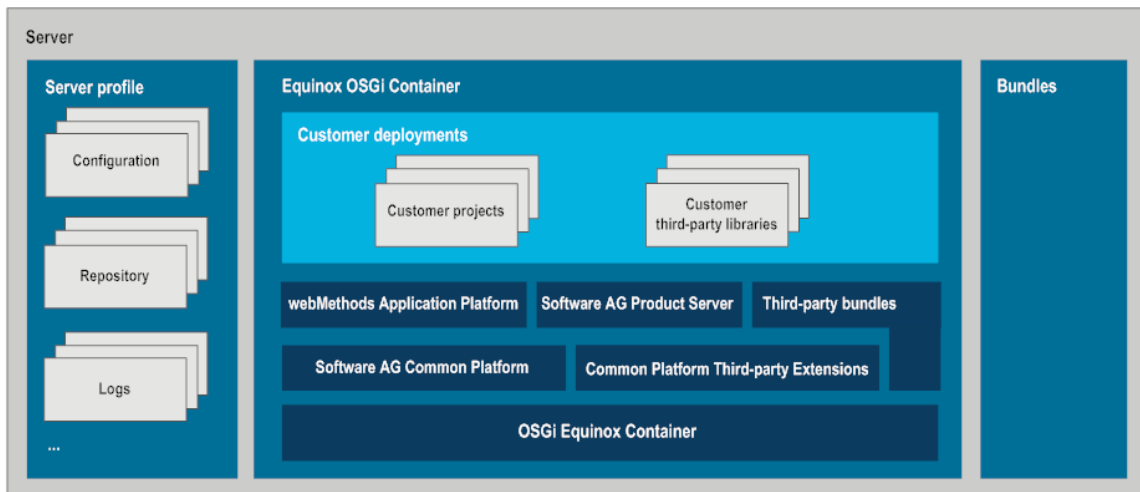 Server
Server profile
Configuration
Repository
Logs
...
Equinox OSGi Container
Customer deployments
Customer projects
Customer
third-party libraries
webMethods Application Platform
Software AG Product Server
Third-party bundles
Software AG Common Platform
Common Platform Third-party Extensions
OSGi Equinox Container
Bundles